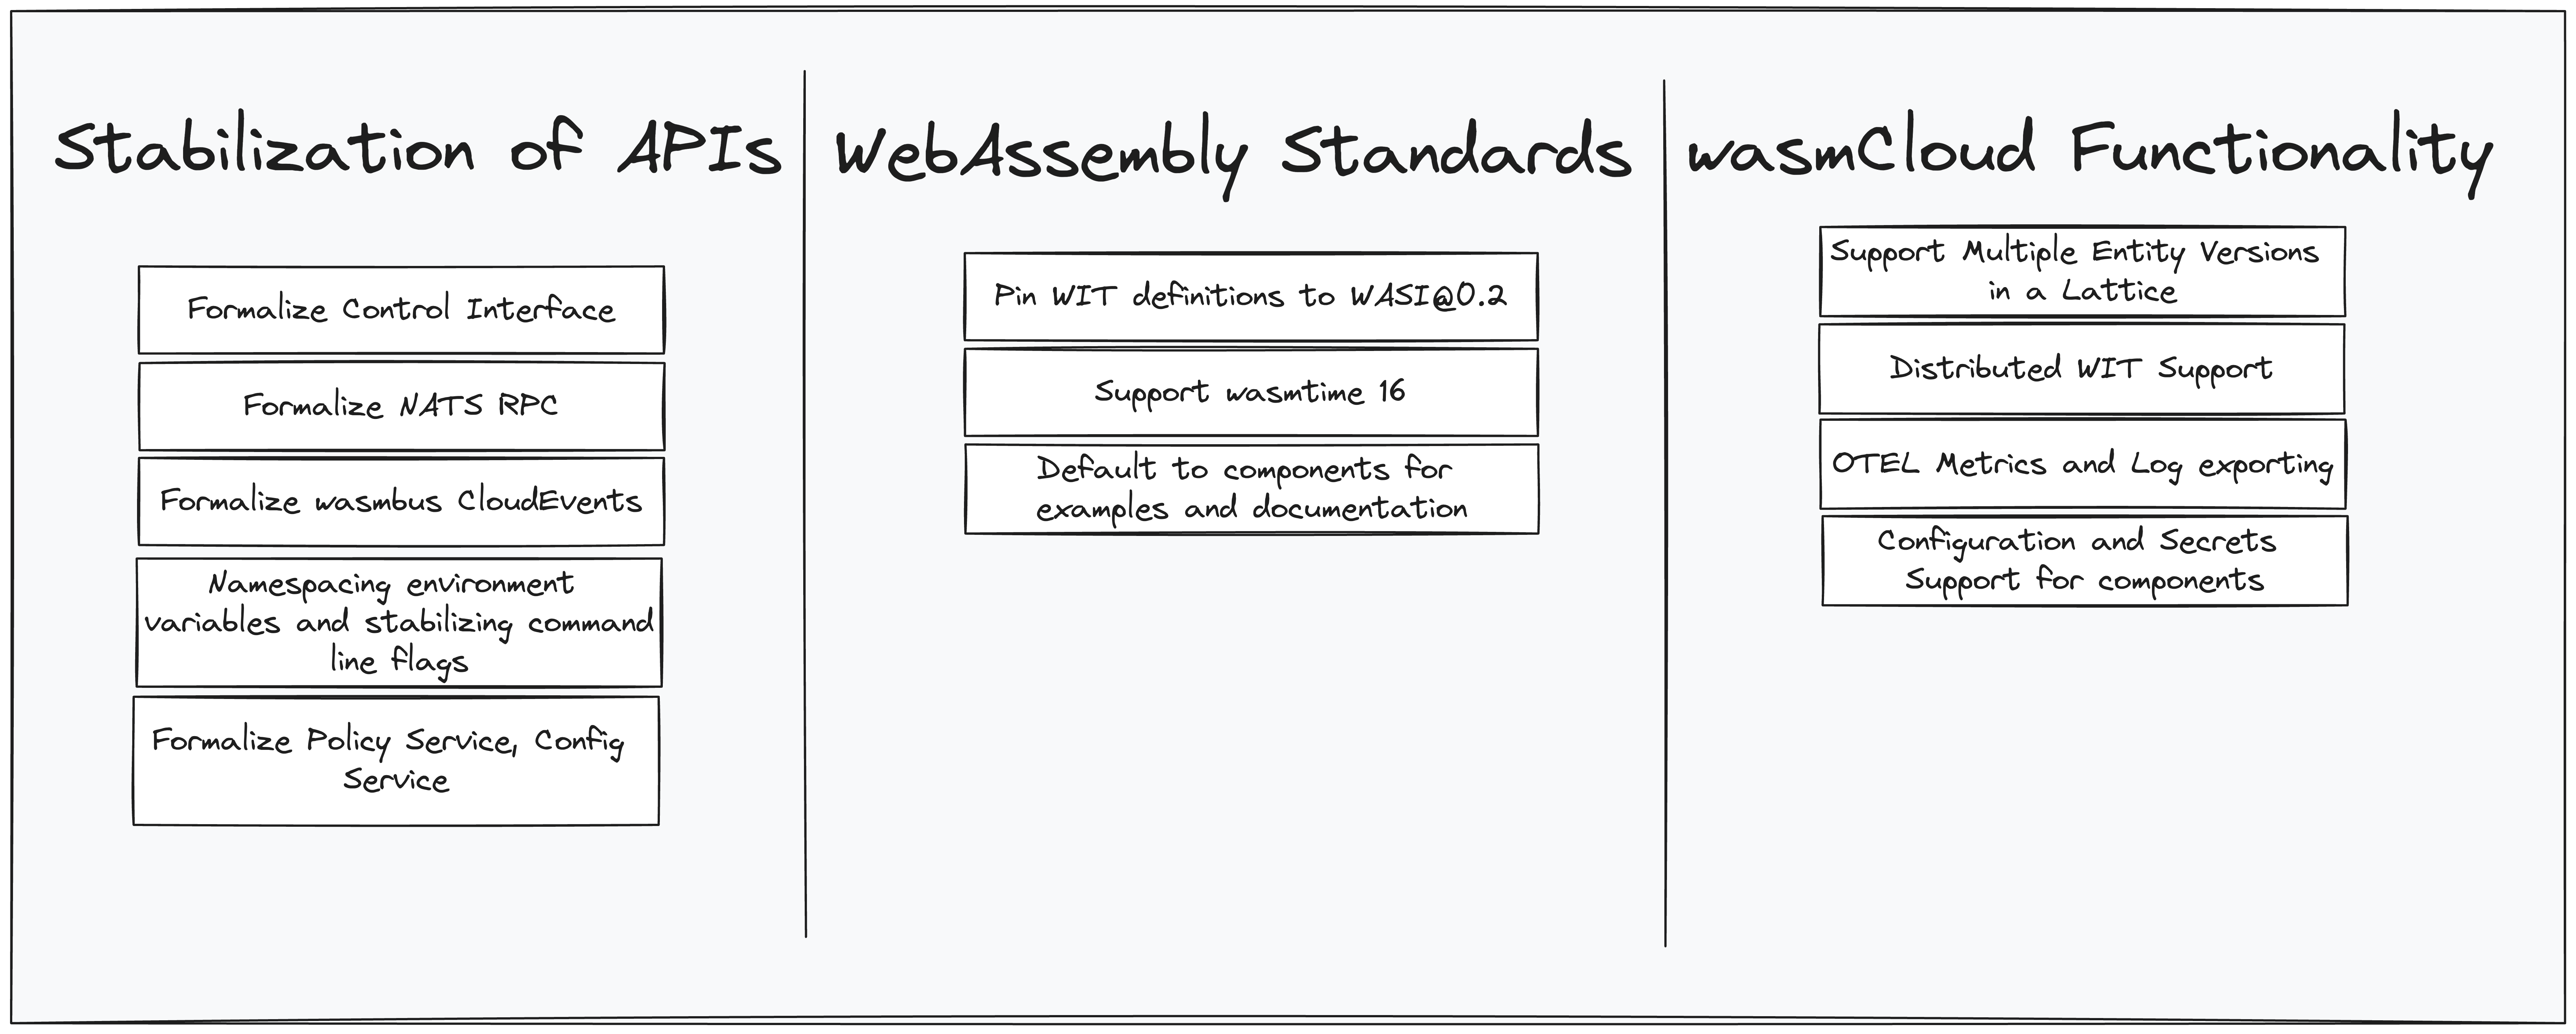 Stabilization of APIs
Formalize Control Interface
Formalize NATS RPC
Formalize wasmbus CloudEvents
Namespacing environment
variables and stabilizing command
line flags
Formalize Policy Service, Config
Service
WebAssembly Standards
Pin WIT definitions to WASI@0.2
Support wasmtime 16
Default to components for
examples and documentation
wasmCloud Functionality
Support Multiple Entity Versions
in a Lattice
Distributed WIT Support
OTEL Metrics and Log exporting
Configuration and Secrets
Support for components